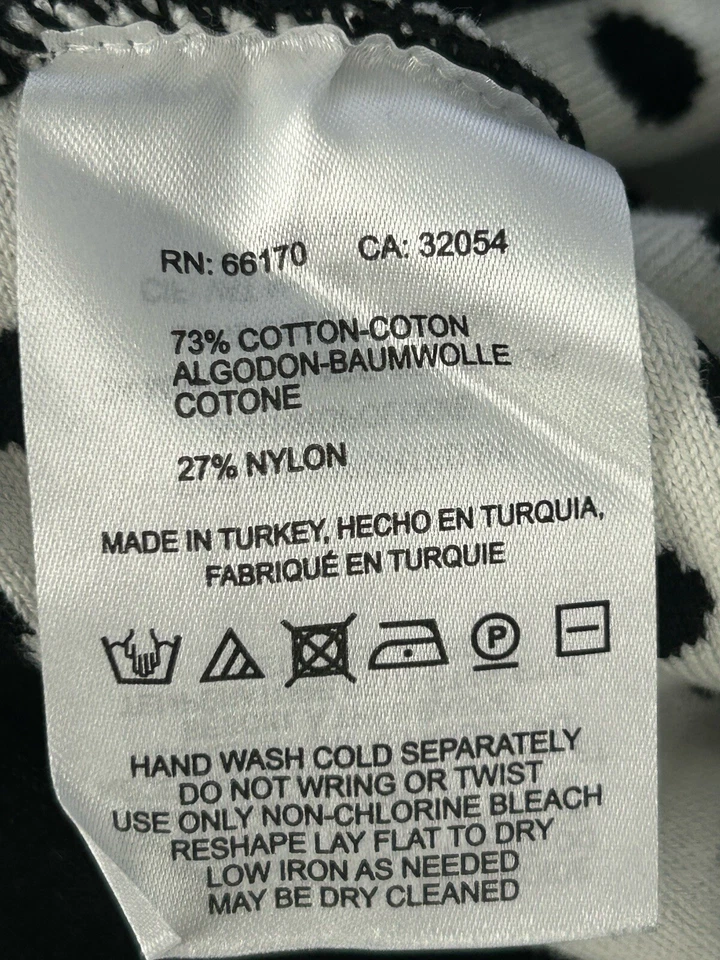 RN: 66170 CA: 32054
73% COTTON-COTON
ALGODON-BAUMWOLLE
COTONE
27% NYLON
MADE IN TURKEY, HECHO EN TURQUIA,
FABRIQUÉ EN TURQUIE
P
HAND WASH COLD SEPARATELY
DO NOT WRING OR TWIST
USE ONLY NON-CHLORINE BLEACH
RESHAPE LAY FLAT TO DRY
LOW IRON AS NEEDED
MAY BE DRY CLEANED